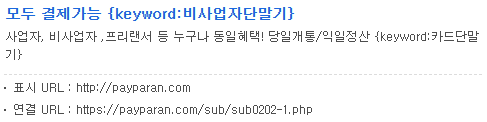 모두 결제가능 {keyword:비사업자단말기}
사업자, 비사업자 ,프리랜서 등 누구나 동일혜택! 당일개통/익일정산 {keyword:카드단말
기}
· 표시 URL : http://payparan.com
· 연결 URL : https://payparan.com/sub/sub0202-1.php